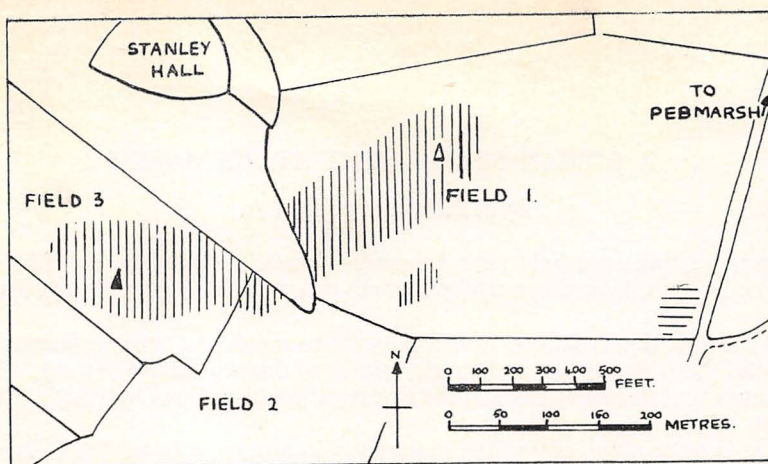 STANLEY
HALL
TO
PEBMARSH
FIELD 3
FIELD 1.
FIELD 2
N
0 100 200 300 400 500
FEET.
0 50 100 150 200
METRES.